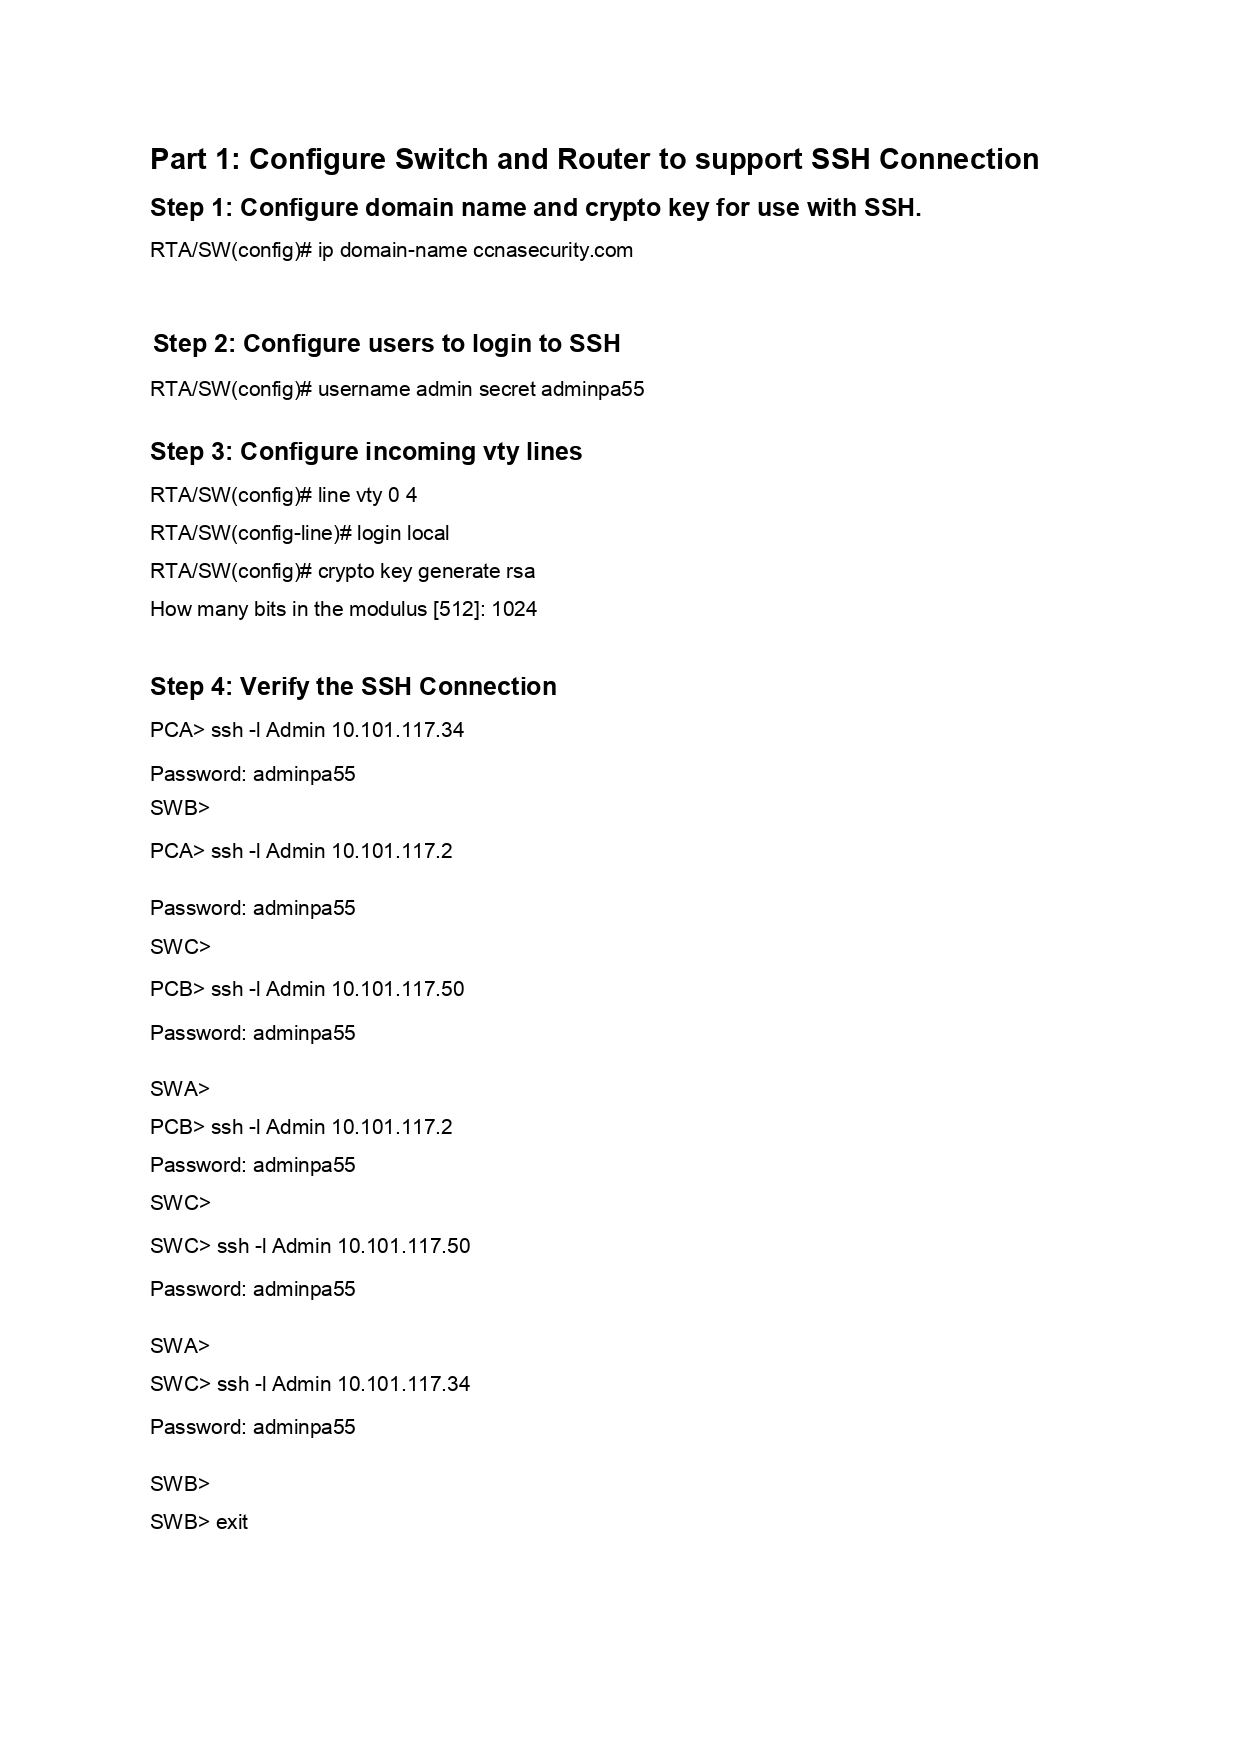 Part 1: Configure Switch and Router to support SSH Connection
Step 1: Configure domain name and crypto key for use with SSH.
RTA/SW(config)# ip domain-name ccnasecurity.com
Step 2: Configure users to login to SSH
RTA/SW(config)# username admin secret adminpa55
Step 3: Configure incoming vty lines
RTA/SW(config)# line vty 0 4
RTA/SW(config-line)# login local
RTA/SW(config)# crypto key generate rsa
How many bits in the modulus [512]: 1024
Step 4: Verify the SSH Connection
PCA> ssh -l Admin 10.101.117.34
Password: adminpa55
SWB>
PCA> ssh -l Admin 10.101.117.2
Password: adminpa55
SWC>
PCB> ssh -l Admin 10.101.117.50
Password: adminpa55
SWA>
PCB> ssh -l Admin 10.101.117.2
Password: adminpa55
SWC>
SWC> ssh -l Admin 10.101.117.50
Password: adminpa55
SWA>
SWC> ssh -l Admin 10.101.117.34
Password: adminpa55
SWB>
SWB> exit